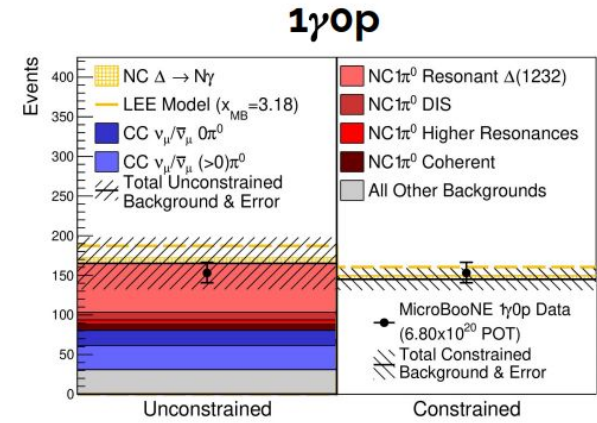 1γ0p
Events
400
350
300
250
200
150
100
50
0
NC Δ → Nγ
LEE Model (x_MB=3.18)
CC ν_μ/ν̅_μ 0π⁰
CC ν_μ/ν̅_μ (>0)π⁰
Total Unconstrained
Background & Error
NC1π⁰ Resonant Δ(1232)
NC1π⁰ DIS
NC1π⁰ Higher Resonances
NC1π⁰ Coherent
All Other Backgrounds
MicroBooNE 1γ0p Data
(6.80x10²⁰ POT)
Total Constrained
Background & Error
Unconstrained
Constrained